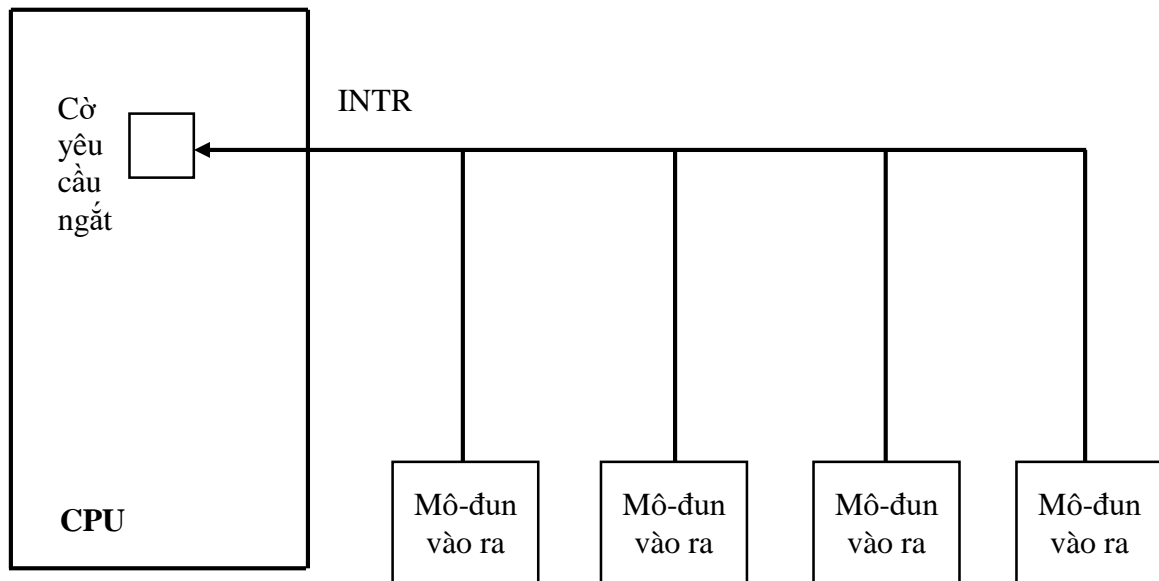 INTR
Cờ
yêu
cầu
ngắt
CPU
Mô-đun
vào ra
Mô-đun
vào ra
Mô-đun
vào ra
Mô-đun
vào ra